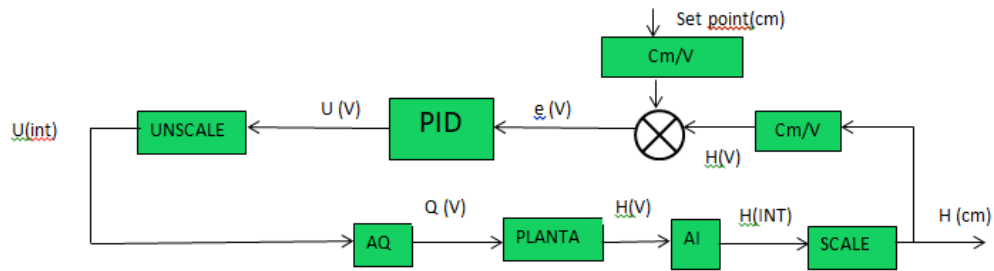 Set point(cm)
Cm/V
U(int)
UNSCALE
U (V)
PID
e (V)
H(V)
Cm/V
AQ
Q (V)
PLANTA
H(V)
AI
H(INT)
SCALE
H (cm)